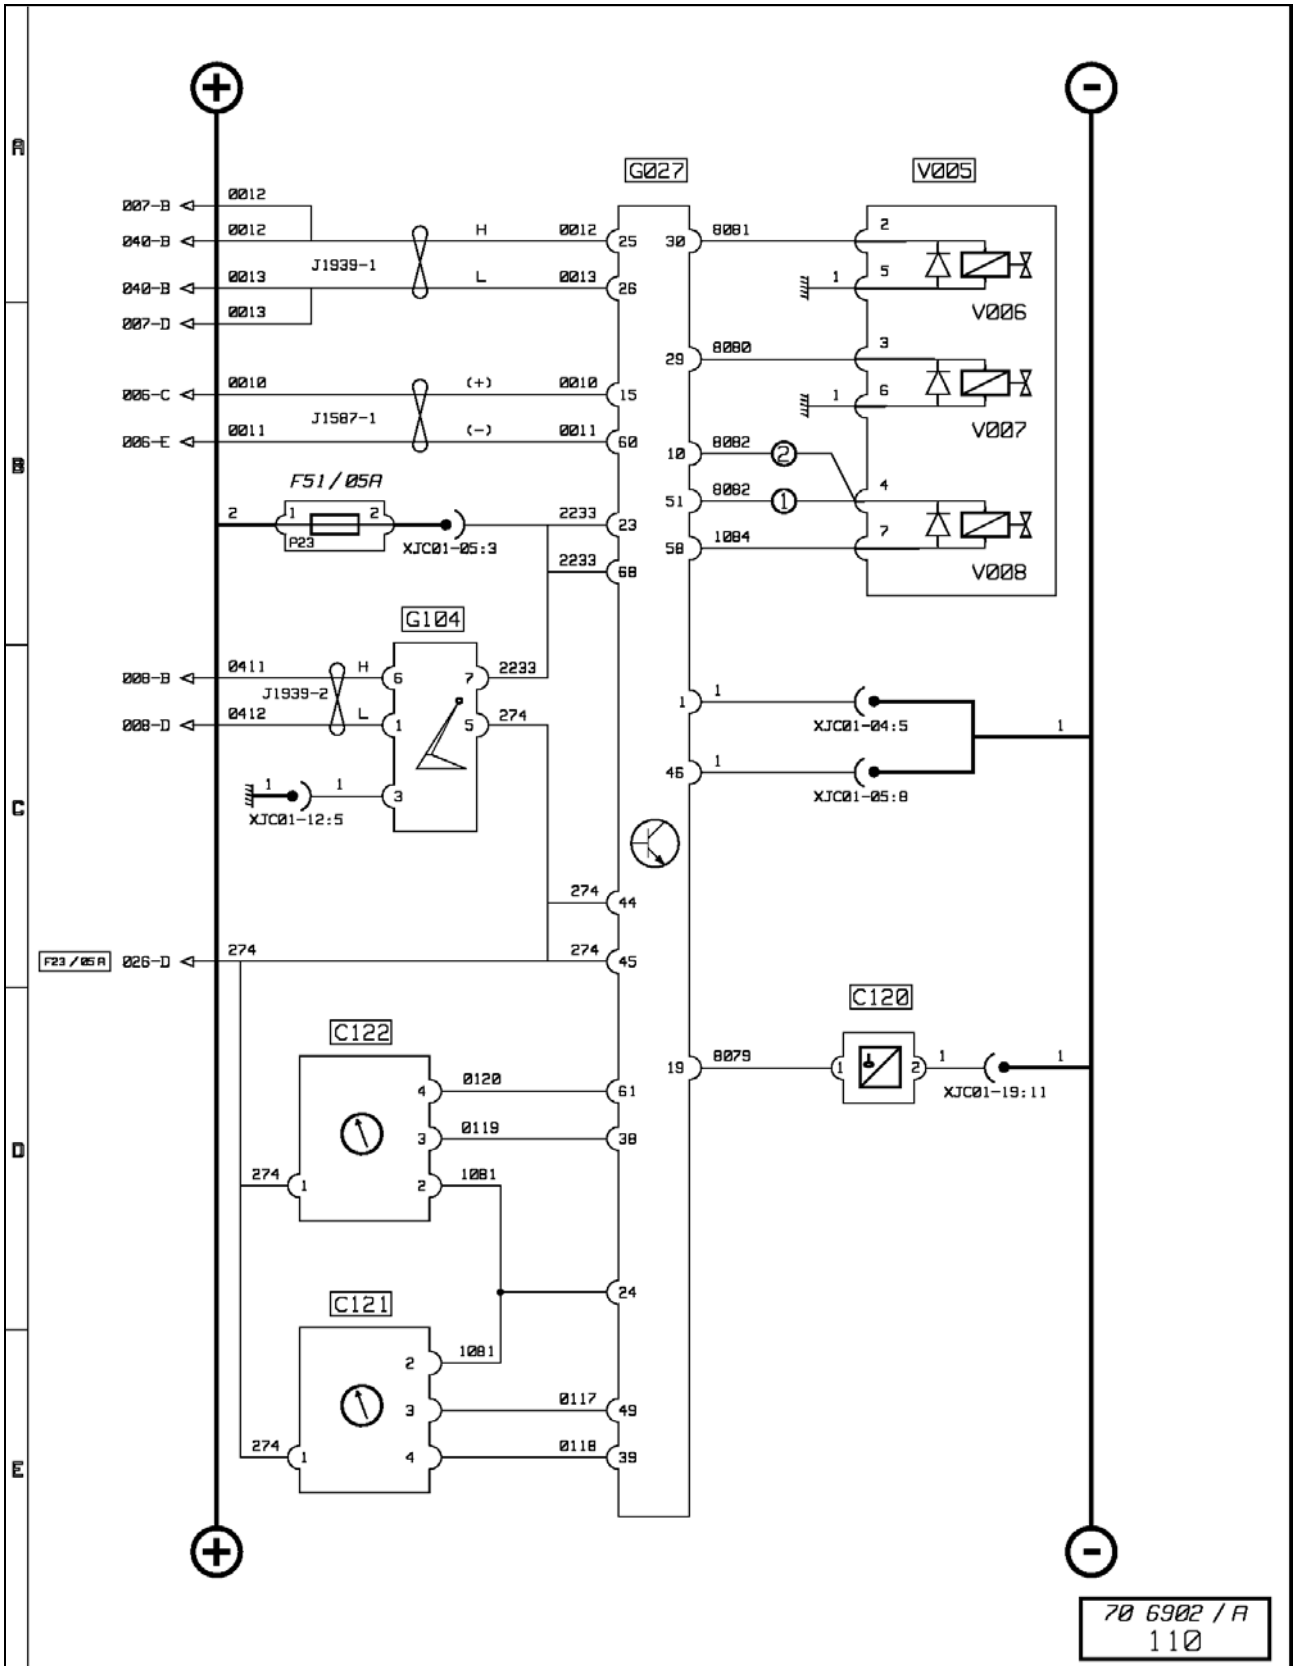 + -
A
G027 V005
007-B 0012
040-B 0012 H 0012 25 30 8081 2
J1939-1
040-B 0013 L 0013 26 1 5
V006
007-D 0013
29 8080 3
006-C 0010 (+) 0010 15 1 6
J1587-1
V007
006-E 0011 (-) 0011 60
B
10 8082 2
F51/05A
51 8082 1 4
2 1 2 2233 23
P23
XJC01-05:3
58 1084 7
2233 68
V008
G104
008-B 0411 H 6 7 2233
J1939-2
008-D 0412 L 1 5 274
1 1
XJC01-04:5
1
46 1
XJC01-05:8
1 1 3
XJC01-12:5
C
274 44
F23/05A 026-D 274 274 45
C120
C122
19 8079 1 2 1 1
XJC01-19:11
4 0120 61
3 0119 38
D
274 1 2 1081
24
C121
2 1081
3 0117 49
274 1 4 0118 39
E
+ -
70 6902 / A
110